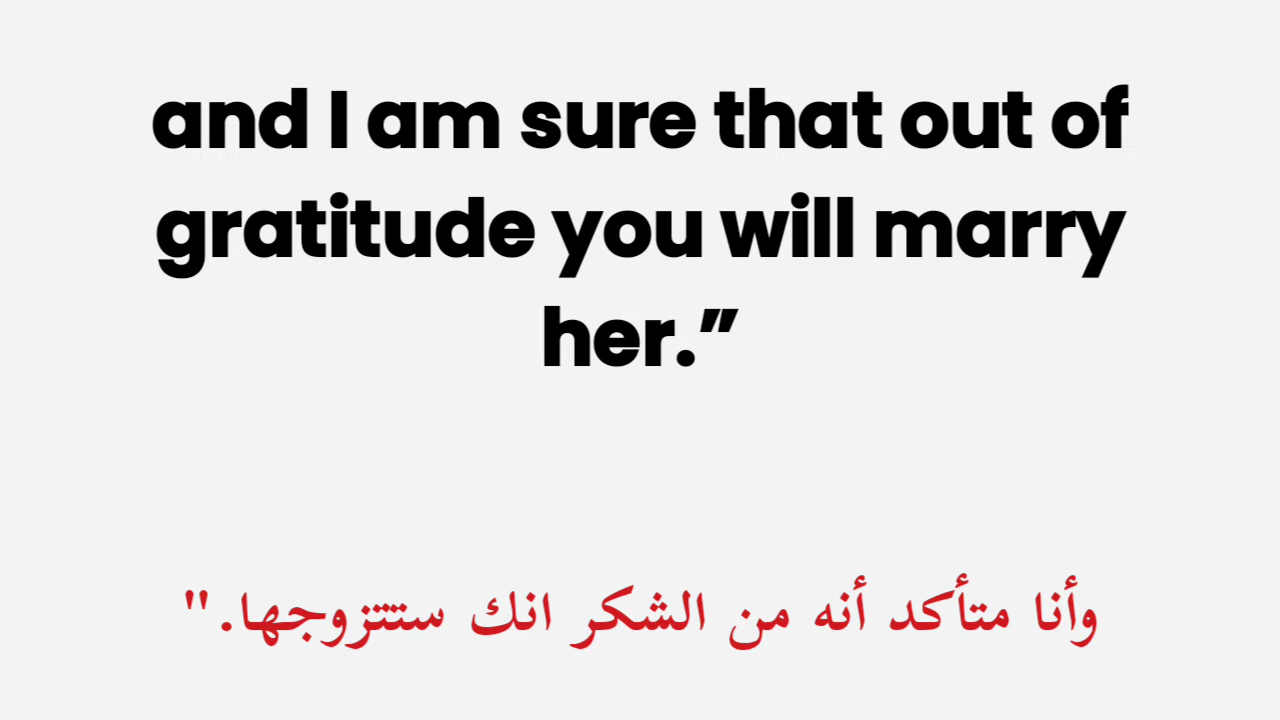 and I am sure that out of
gratitude you will marry
her.”
وأنا متأكد أنه من الشكر انك ستتزوجها."